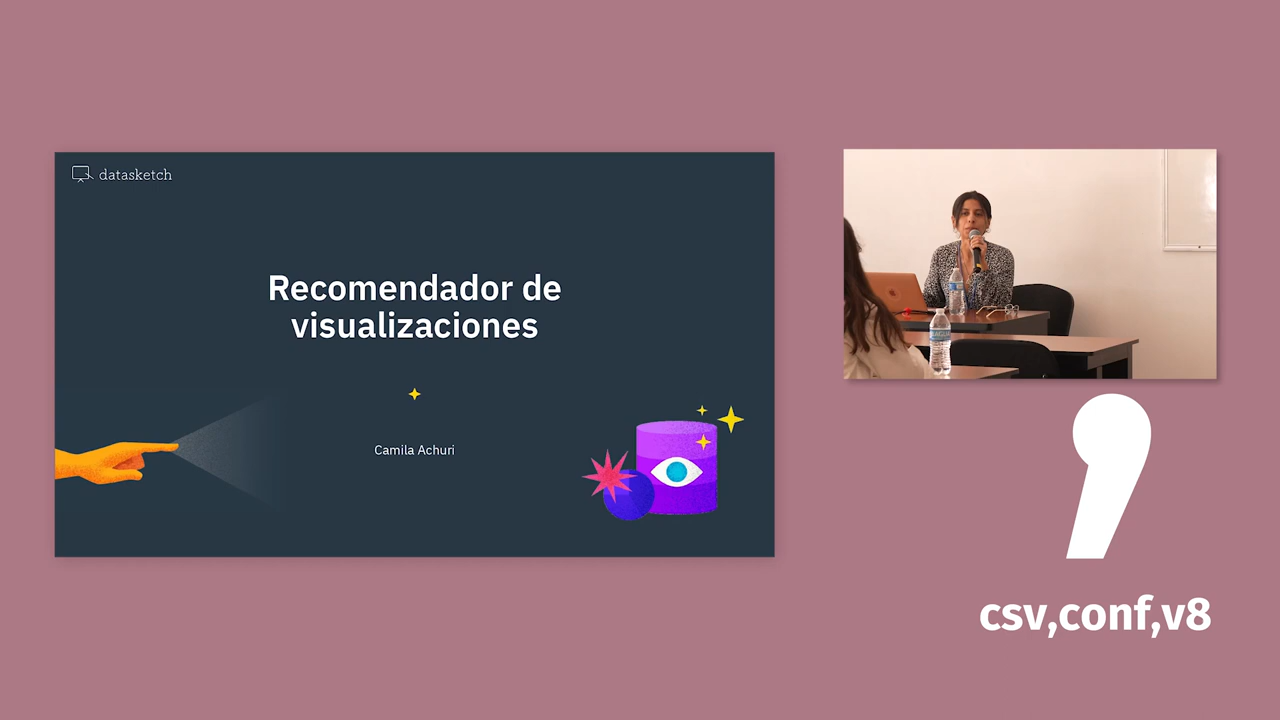 datasketch
Recomendador de
visualizaciones
Camila Achuri
csv,conf,v8